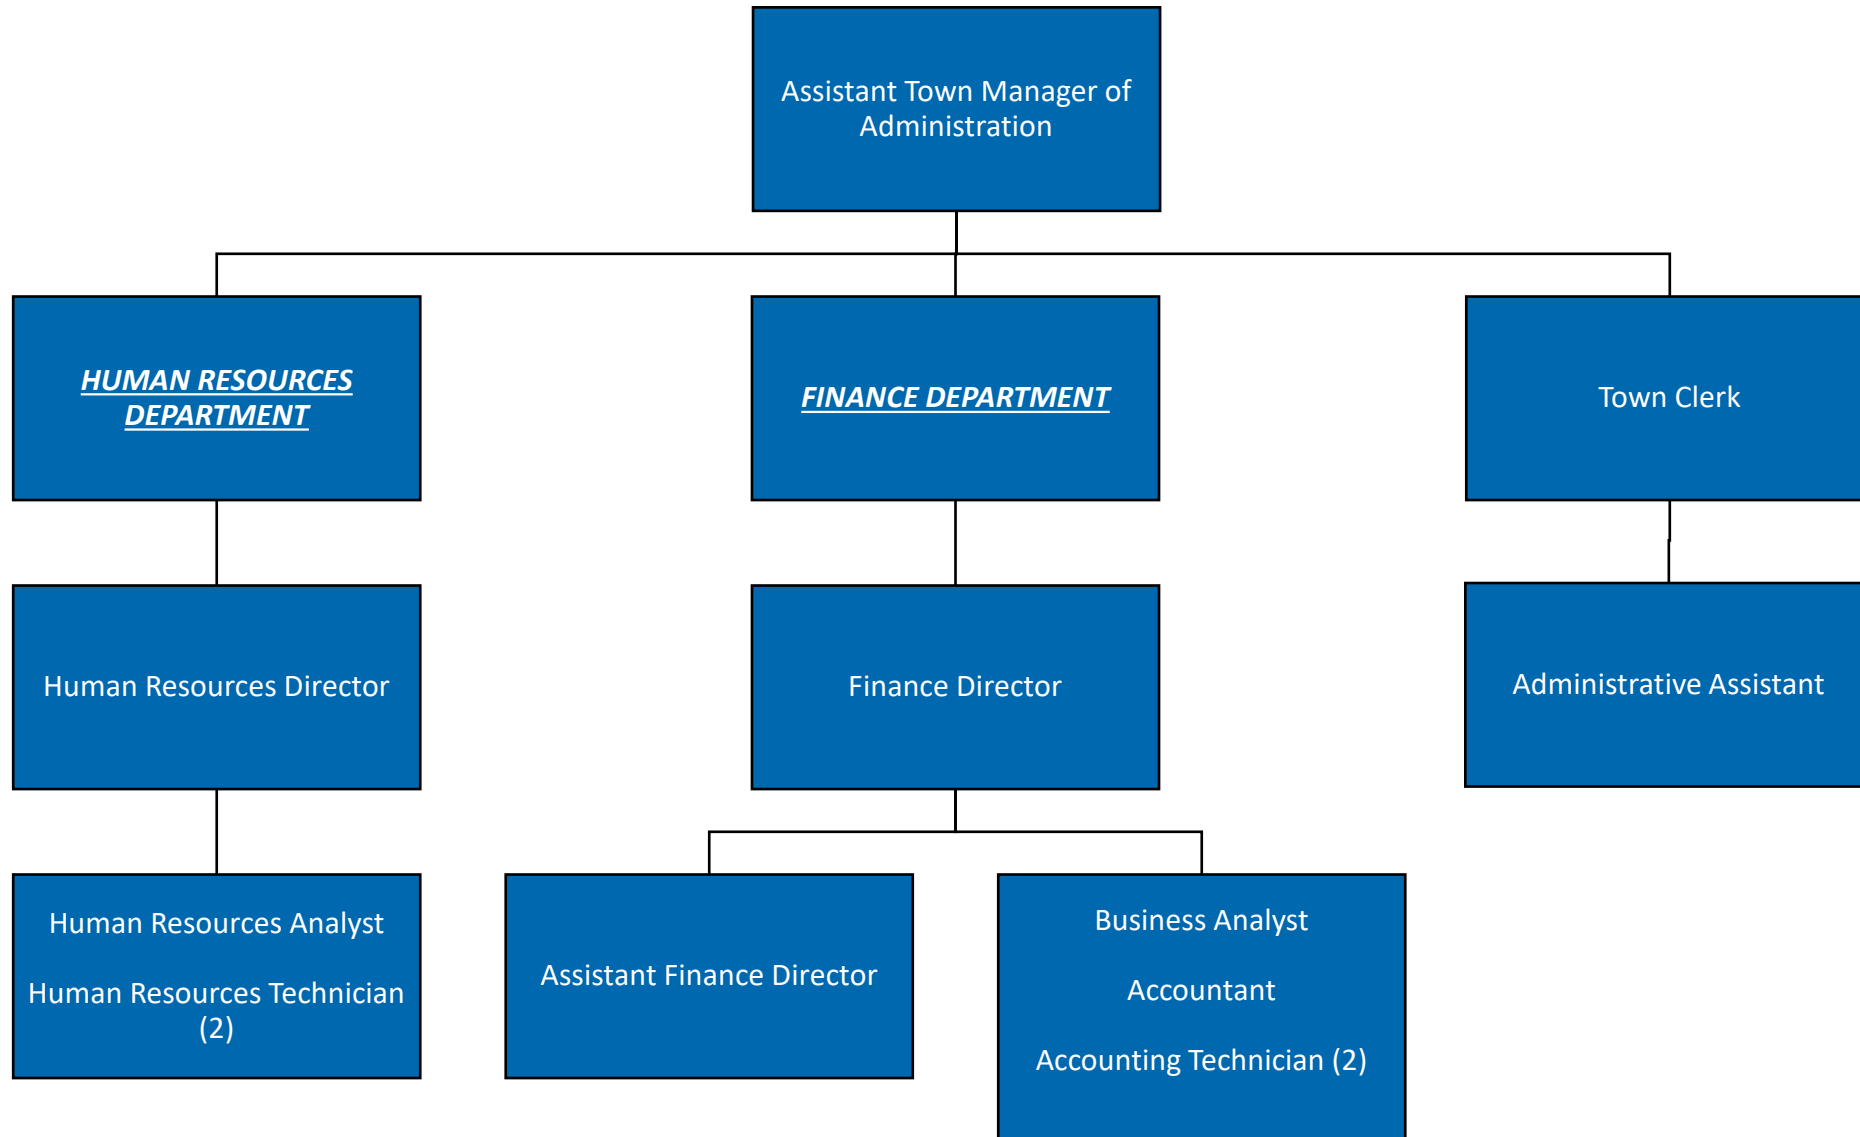 Assistant Town Manager of
Administration
HUMAN RESOURCES
DEPARTMENT
FINANCE DEPARTMENT
Town Clerk
Human Resources Director
Finance Director
Administrative Assistant
Human Resources Analyst
Human Resources Technician
(2)
Assistant Finance Director
Business Analyst
Accountant
Accounting Technician (2)